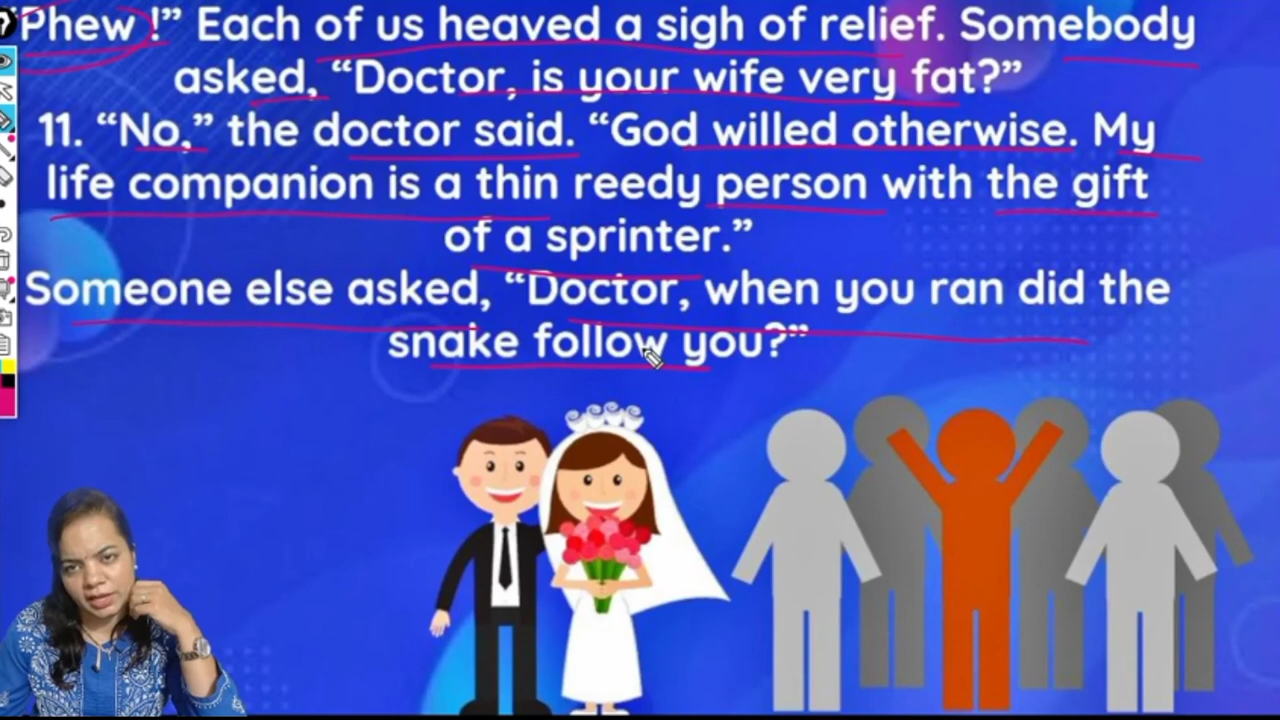 "Phew !” Each of us heaved a sigh of relief. Somebody
asked, “Doctor, is your wife very fat?”
11. “No,” the doctor said. “God willed otherwise. My
life companion is a thin reedy person with the gift
of a sprinter.”
Someone else asked, “Doctor, when you ran did the
snake follow you?”